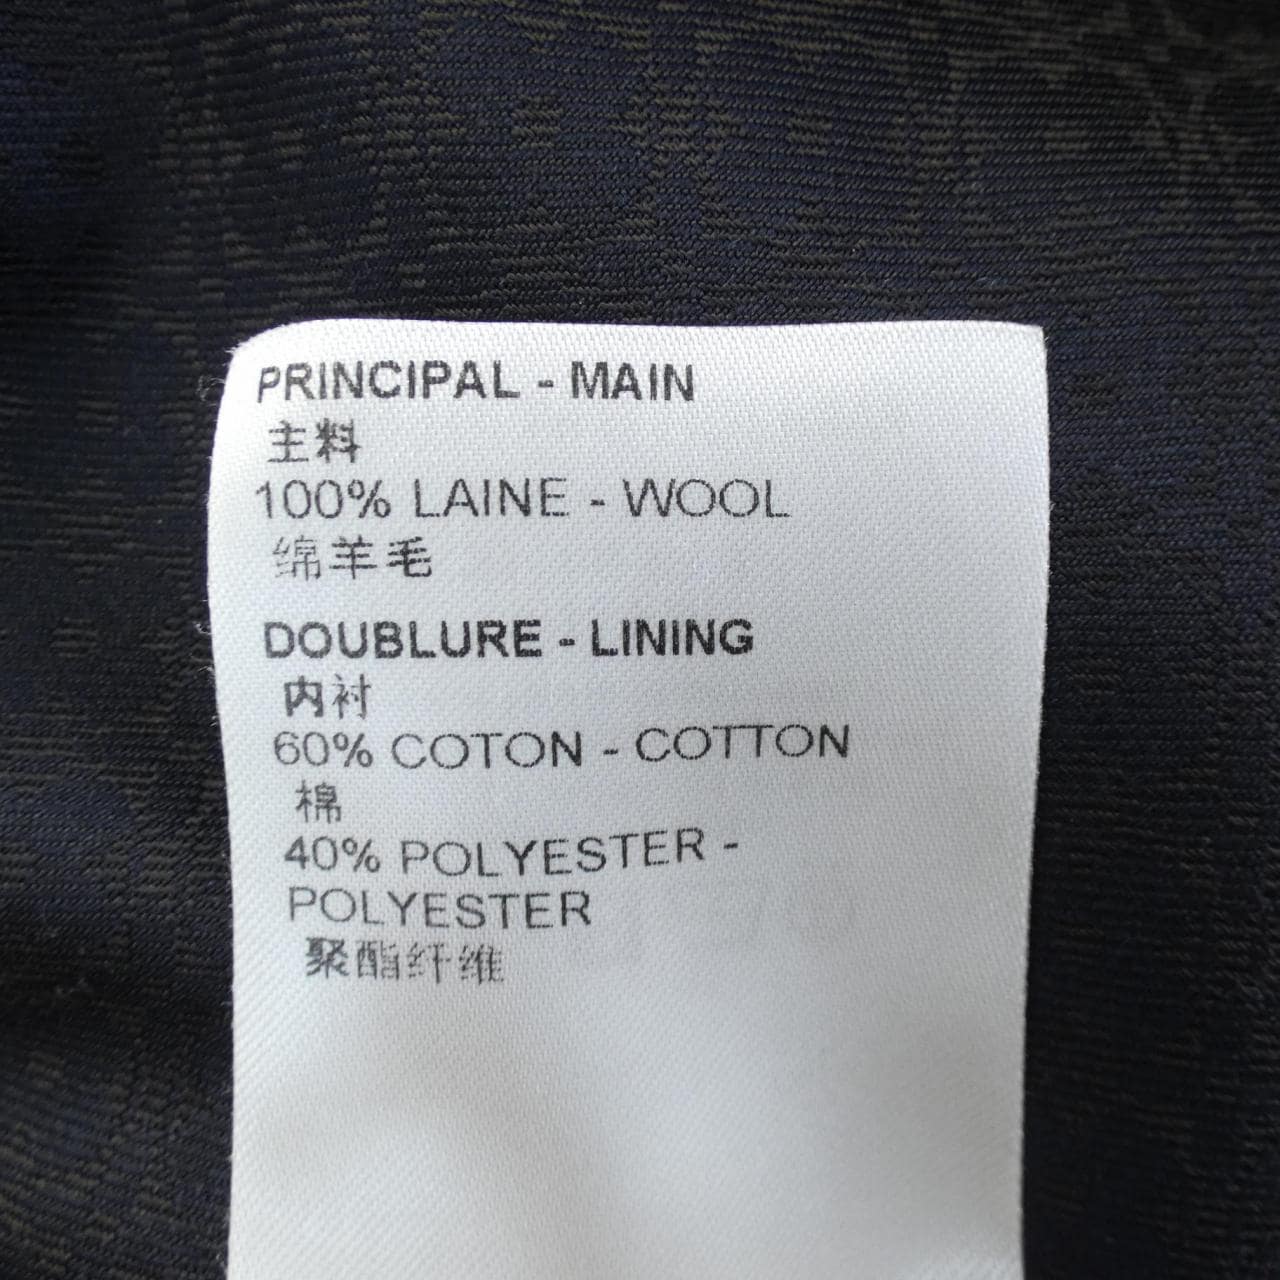 PRINCIPAL - MAIN
主料
100% LAINE - WOOL
绵羊毛
DOUBLURE - LINING
内衬
60% COTON - COTTON
棉
40% POLYESTER -
POLYESTER
聚酯纤维